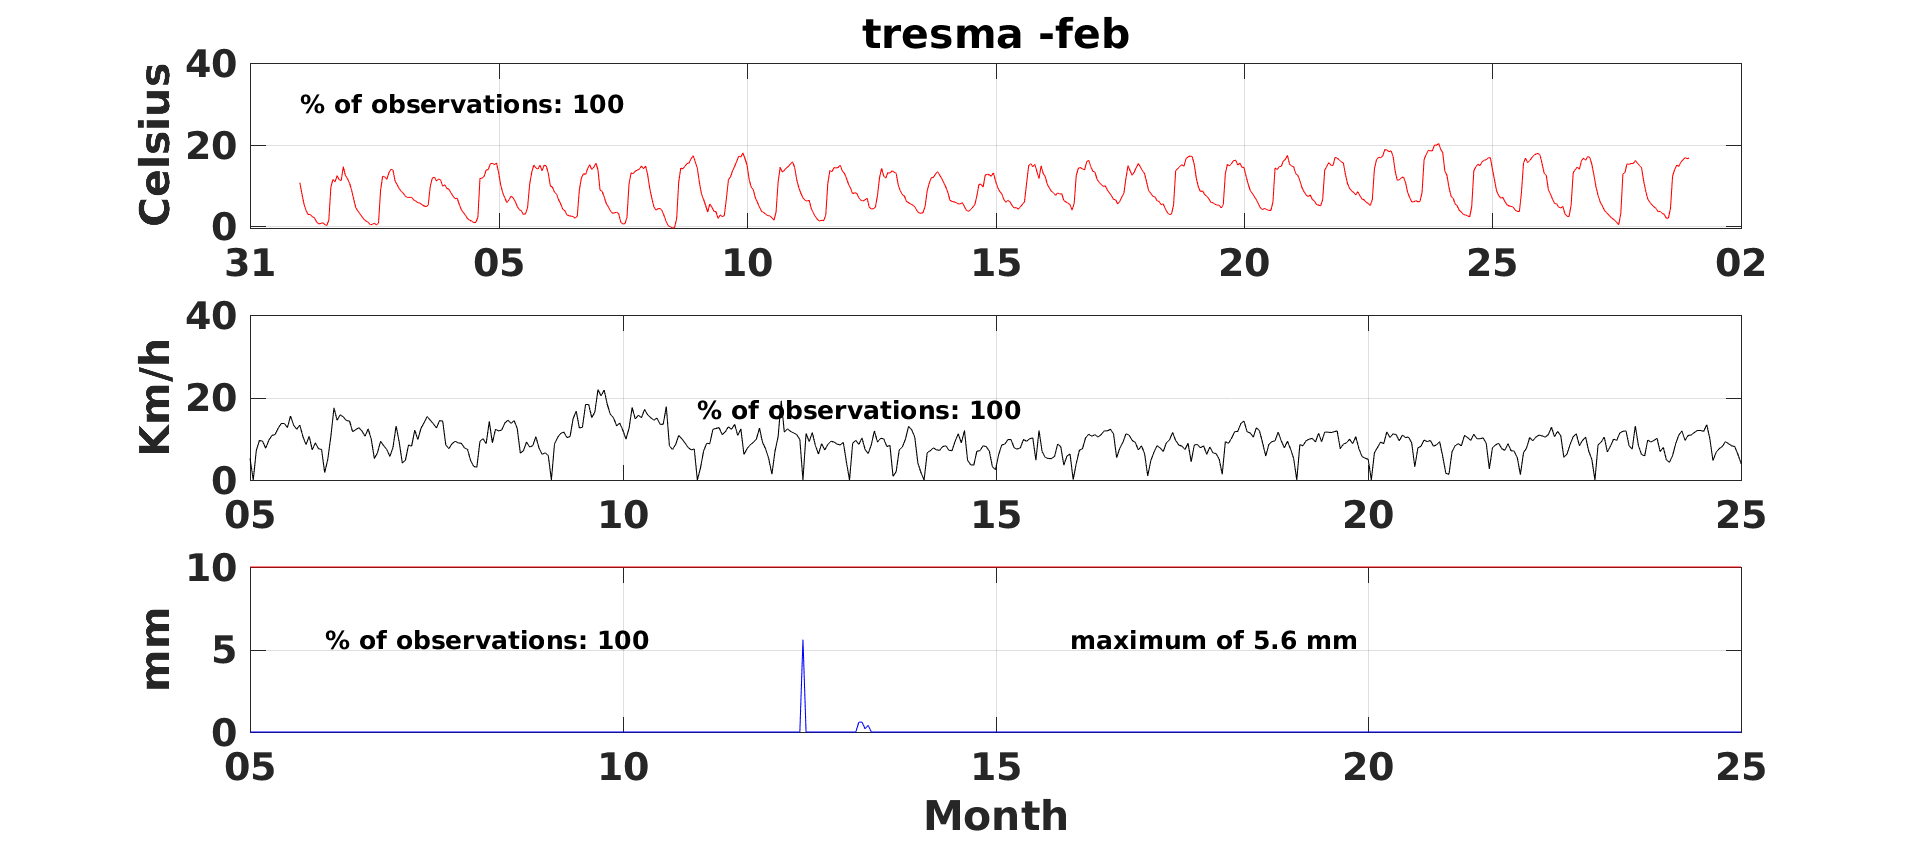 tresma -feb
Celsius
40
20
0
% of observations: 100
31 05 10 15 20 25 02
Km/h
40
20
0
% of observations: 100
05 10 15 20 25
mm
10
5
0
% of observations: 100
maximum of 5.6 mm
05 10 15 20 25
Month